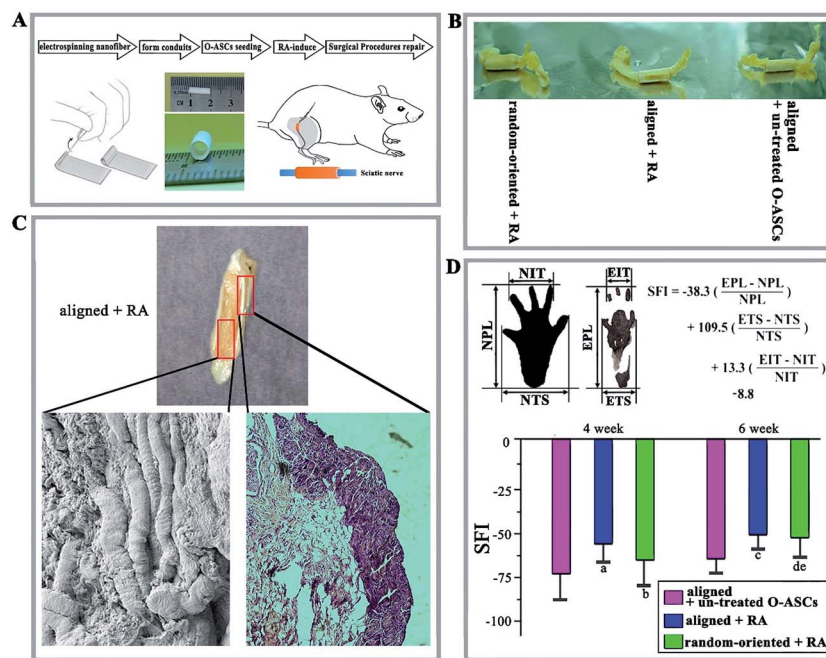 A
electrospinning nanofiber
form conduits
O-ASCs seeding
RA-induce
Surgical Procedures repair
CM 1 2 3
Sciatic nerve
B
random-oriented + RA
aligned + RA
aligned
+ un-treated O-ASCs
C
aligned + RA
D
NIT
EIT
NPL
EPL
NTS
ETS
SFI = -38.3 ( EPL - NPL
NPL )
+ 109.5 ( ETS - NTS
NTS )
+ 13.3 ( EIT - NIT
NIT )
-8.8
4 week
6 week
0
-25
-50
-75
-100
SFI
a
b
c
de
aligned
+ un-treated O-ASCs
aligned + RA
random-oriented + RA